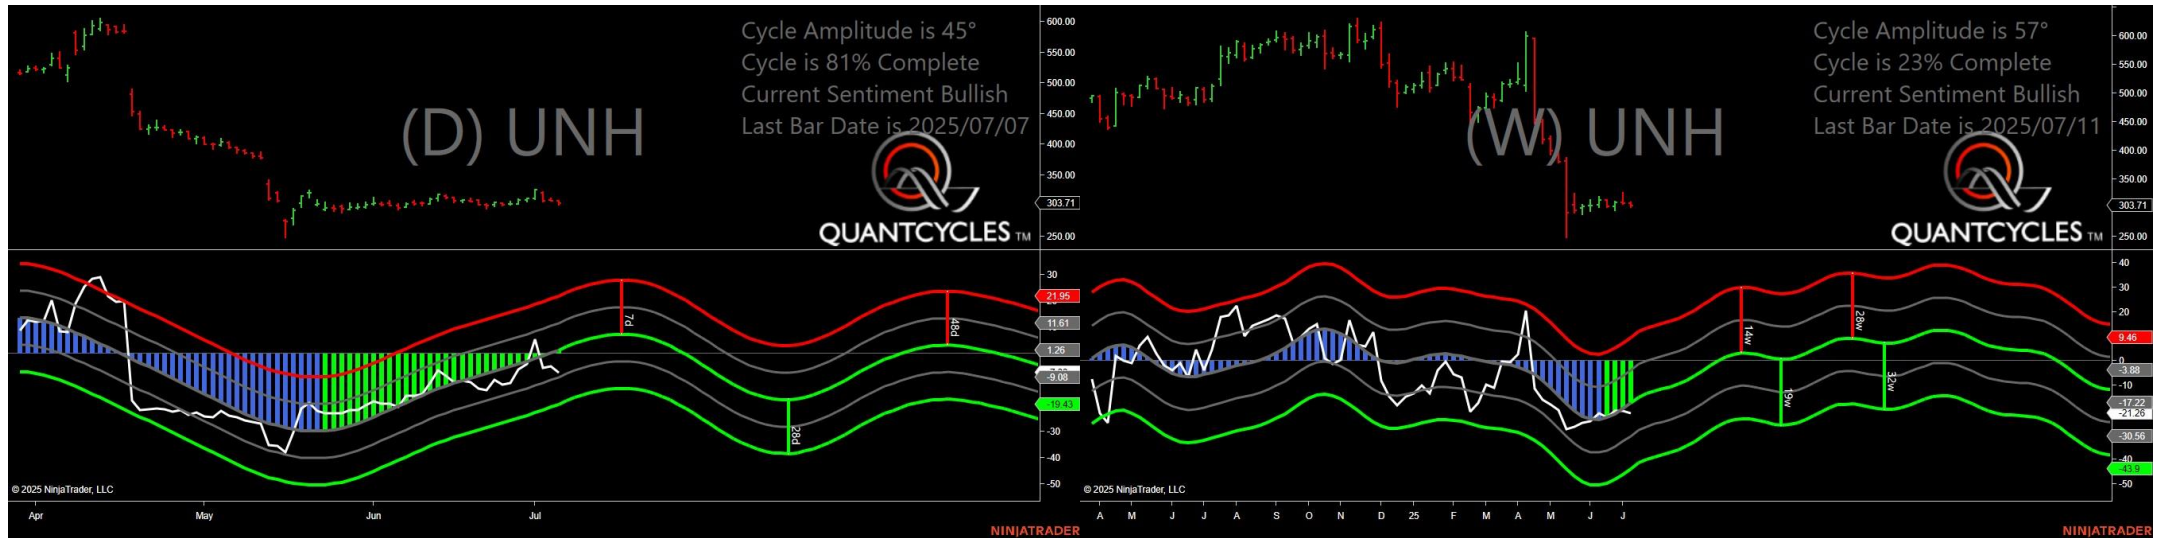 Cycle Amplitude is 45°
Cycle is 81% Complete
Current Sentiment Bullish
Last Bar Date is 2025/07/07
(D) UNH
QUANTCYCLES TM
600.00
550.00
500.00
450.00
400.00
350.00
303.71
250.00
30
21.95
11.61
1.26
-9.08
-19.43
-30
-40
-50
7d
28d
48d
© 2025 NinjaTrader, LLC
Apr May Jun Jul
NINJATRADER
Cycle Amplitude is 57°
Cycle is 23% Complete
Current Sentiment Bullish
Last Bar Date is 2025/07/11
(W) UNH
QUANTCYCLES TM
600.00
550.00
500.00
450.00
400.00
350.00
303.71
250.00
40
30
20
9.46
0
-3.88
-10
-17.22
-21.26
-30.56
-40
-43.9
-50
14w
19w
28w
32w
© 2025 NinjaTrader, LLC
A M J J A S O N D 25 F M A M J J
NINJATRADER